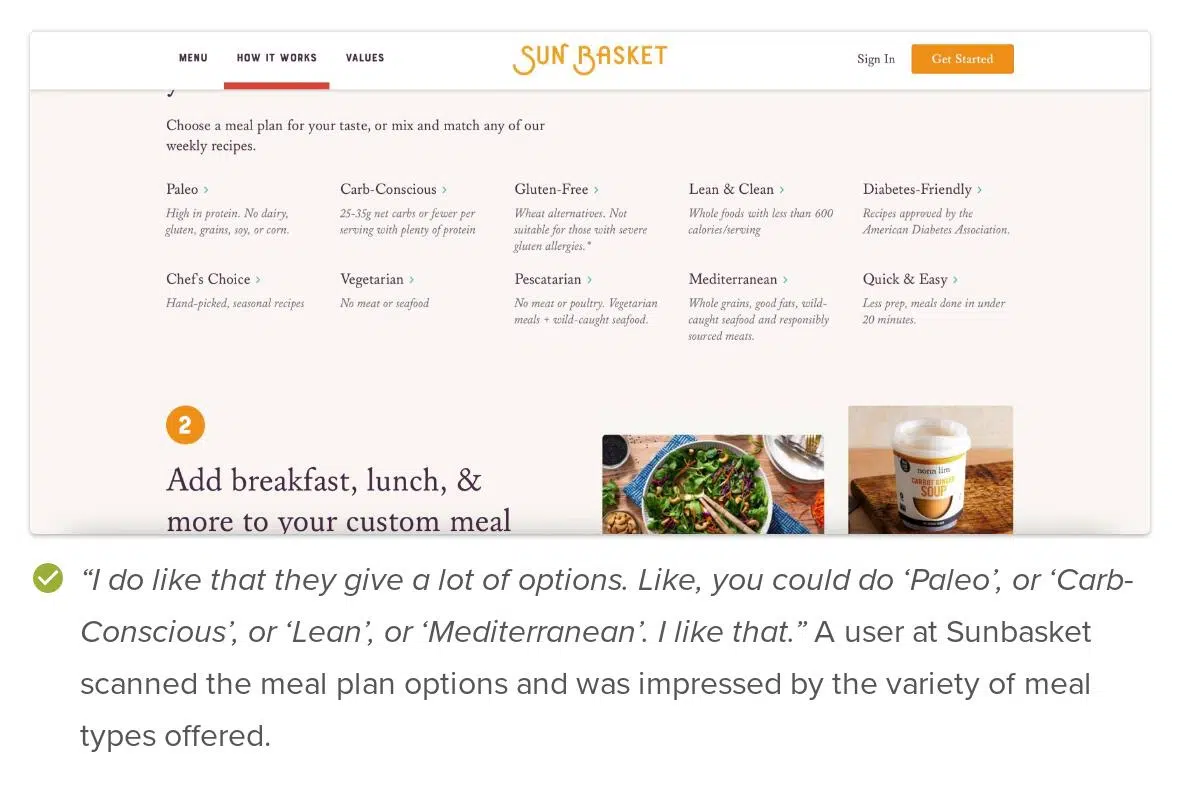 MENU HOW IT WORKS VALUES SUN BASKET Sign In Get Started
Choose a meal plan for your taste, or mix and match any of our
weekly recipes.
Paleo ›
High in protein. No dairy,
gluten, grains, soy, or corn.
Carb-Conscious ›
25-35g net carbs or fewer per
serving with plenty of protein
Gluten-Free ›
Wheat alternatives. Not
suitable for those with severe
gluten allergies.*
Lean & Clean ›
Whole foods with less than 600
calories/serving
Diabetes-Friendly ›
Recipes approved by the
American Diabetes Association.
Chef's Choice ›
Hand-picked, seasonal recipes
Vegetarian ›
No meat or seafood
Pescatarian ›
No meat or poultry. Vegetarian
meals + wild-caught seafood.
Mediterranean ›
Whole grains, good fats, wild-
caught seafood and responsibly
sourced meats.
Quick & Easy ›
Less prep, meals done in under
20 minutes.
2
Add breakfast, lunch, &
more to your custom meal
nona lim
CARROT GINGER
SOUP
“I do like that they give a lot of options. Like, you could do ‘Paleo’, or ‘Carb-
Conscious’, or ‘Lean’, or ‘Mediterranean’. I like that.” A user at Sunbasket
scanned the meal plan options and was impressed by the variety of meal
types offered.